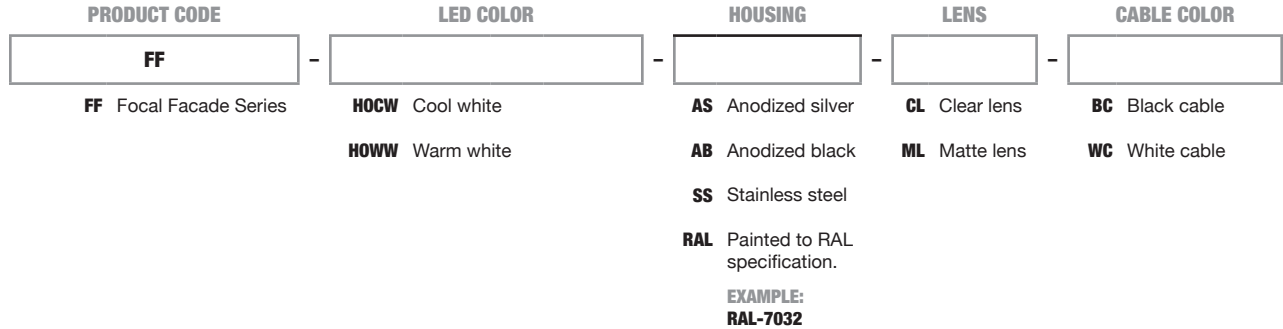 PRODUCT CODE LED COLOR HOUSING LENS CABLE COLOR
FF – – – –
FF Focal Facade Series HOCW Cool white AS Anodized silver CL Clear lens BC Black cable
HOWW Warm white AB Anodized black ML Matte lens WC White cable
SS Stainless steel
RAL Painted to RAL
specification.
EXAMPLE:
RAL-7032